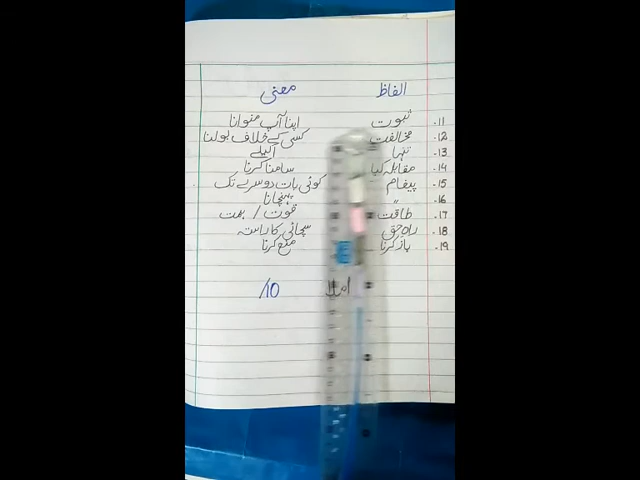 الفاظ معنی
11. ثبوت اپنا آپ منوانا
12. مخالفت کسی کے خلاف بولنا
13. تنہا اکیلے
14. مقابلہ کیا سامنا کرنا
15. پیغام کوئی بات دوسرے تک
16. " پہنچانا
17. طاقت قوت / ہمت
18. راہ حق سچائی کا راستہ
19. باز کرنا منع کرنا
املا 10/